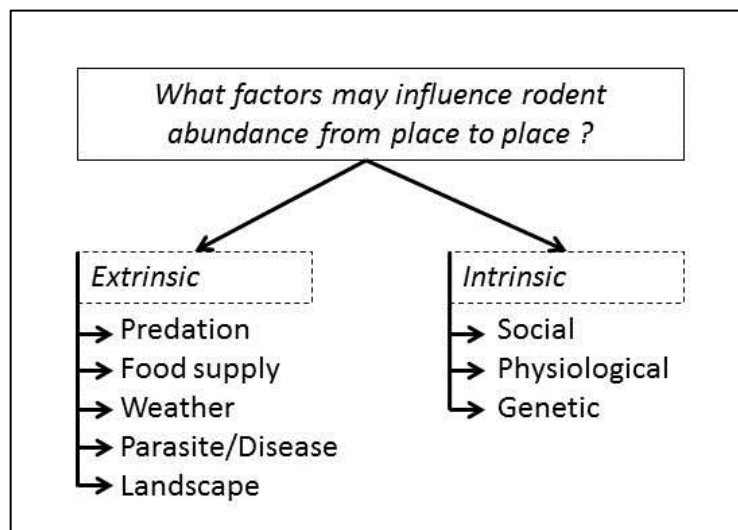 What factors may influence rodent
abundance from place to place ?
Extrinsic
Predation
Food supply
Weather
Parasite/Disease
Landscape
Intrinsic
Social
Physiological
Genetic